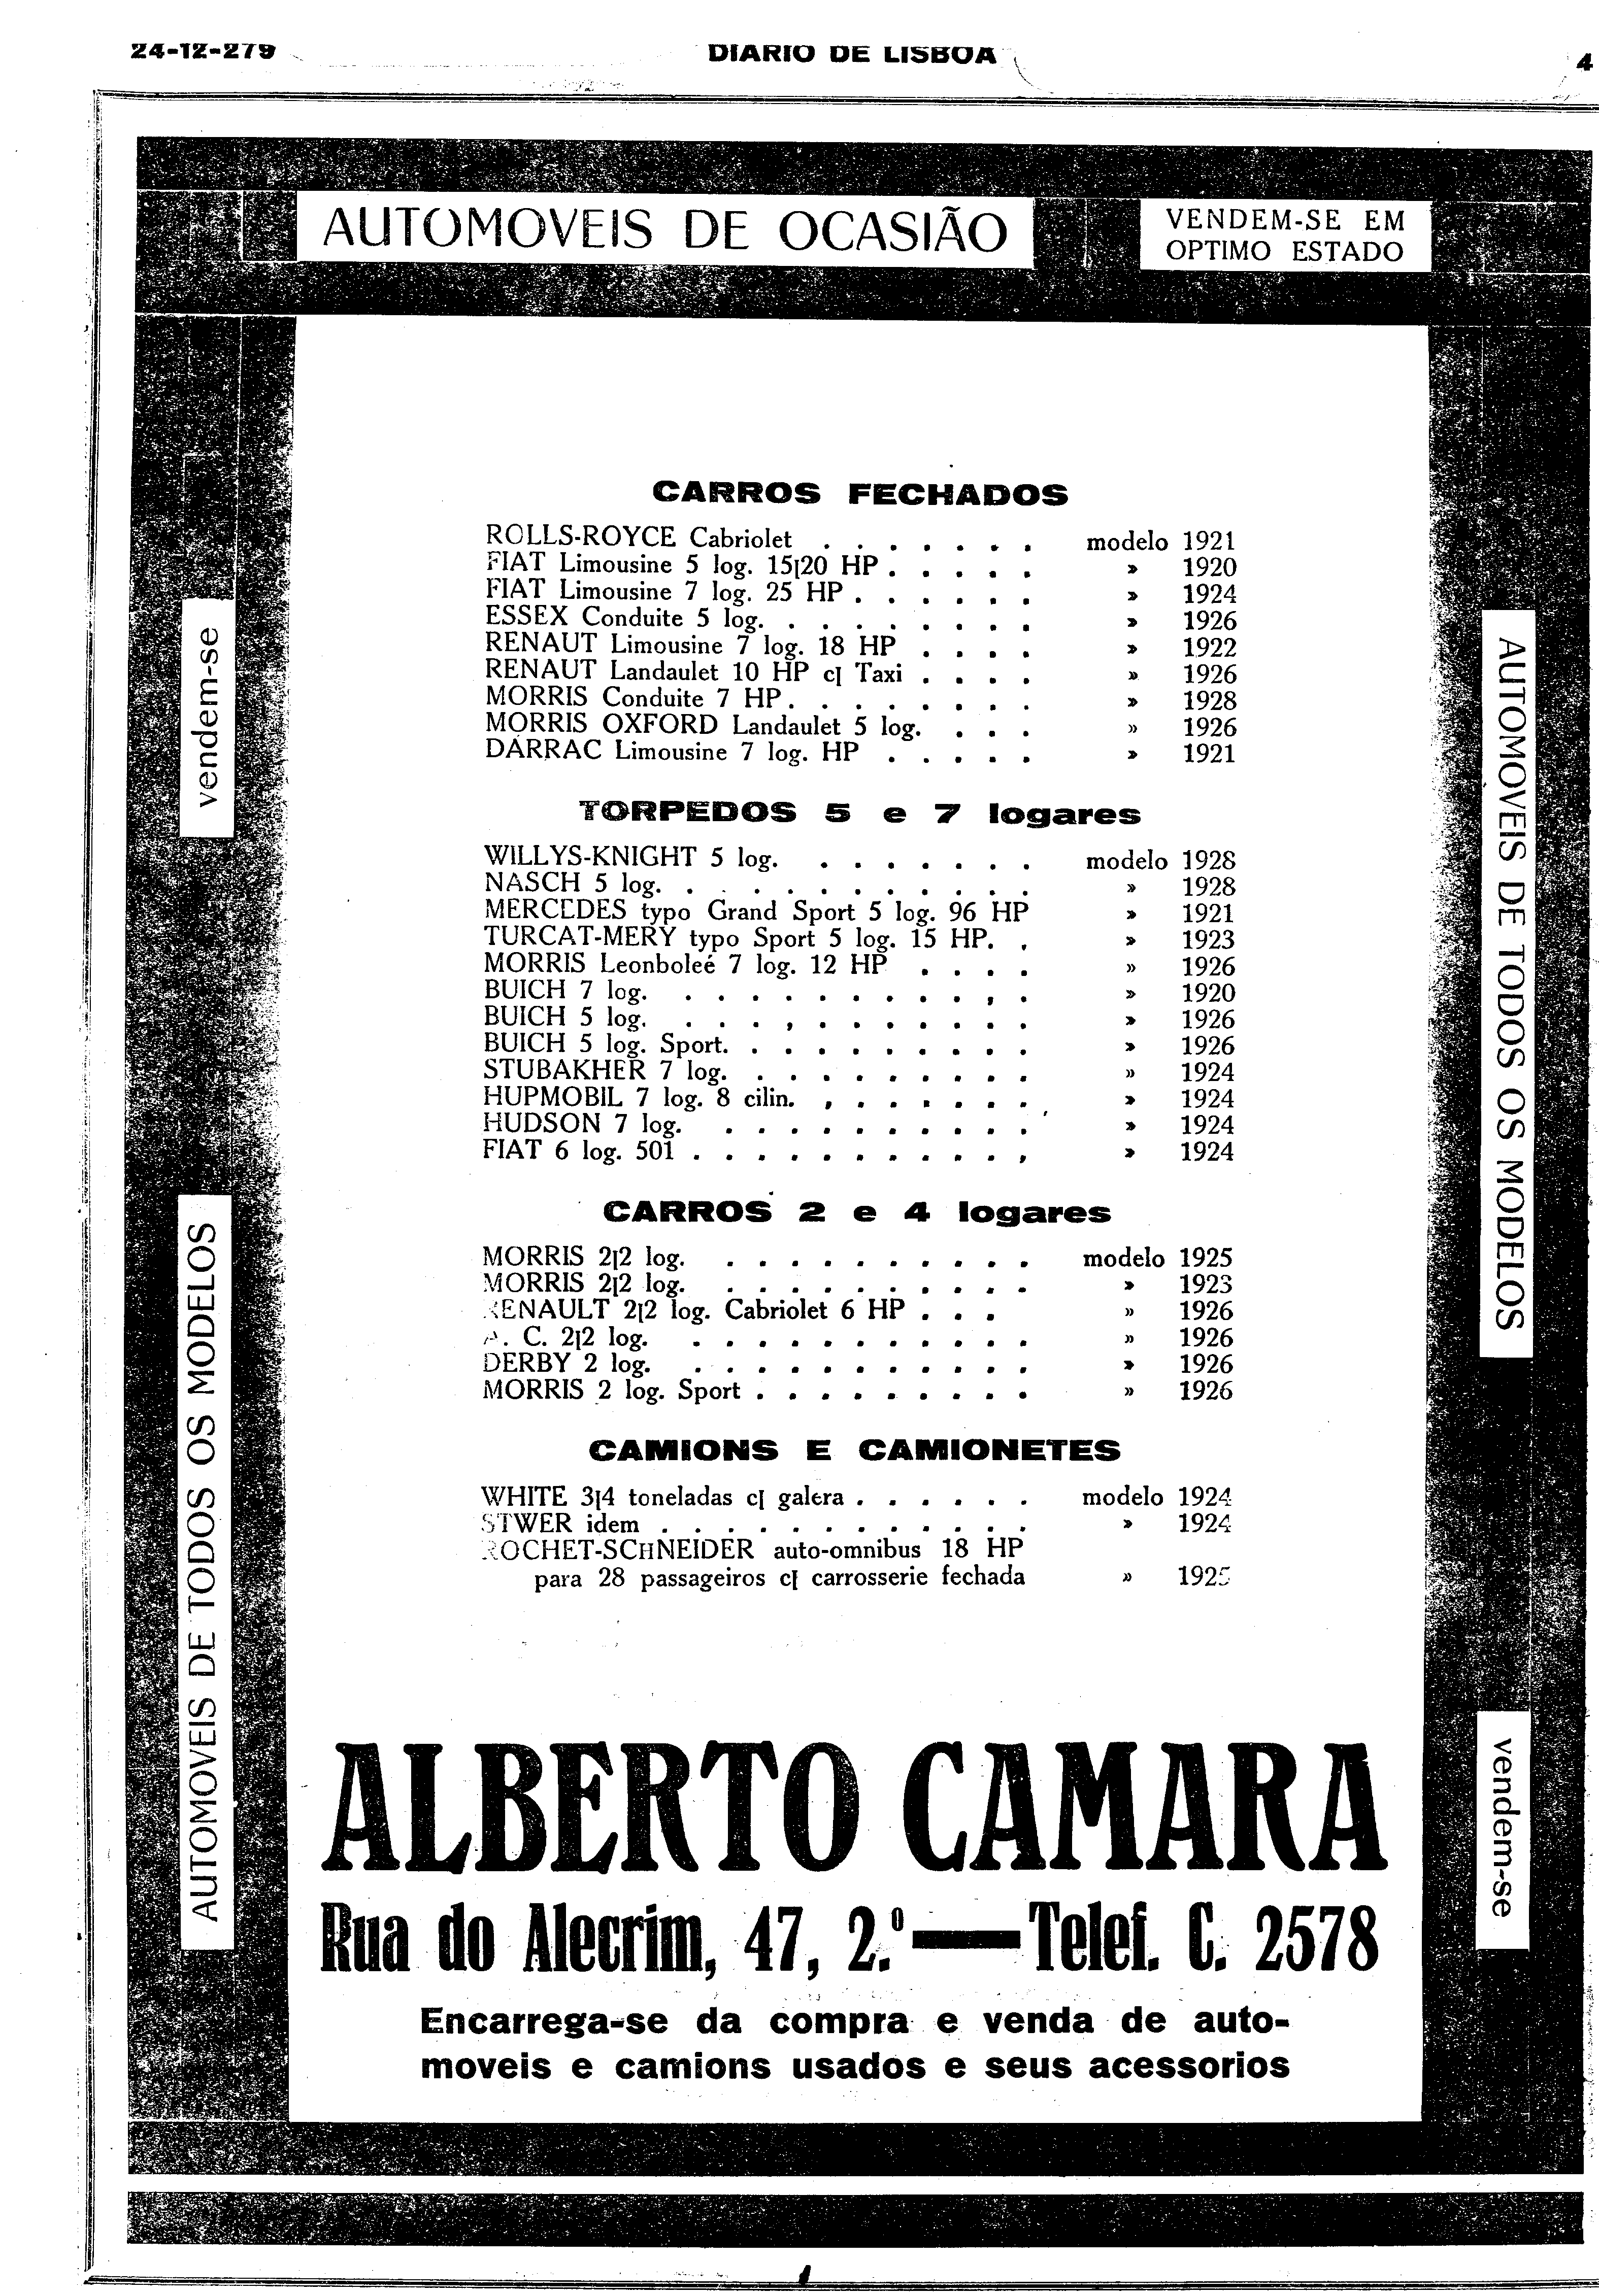 24-12-279
DIARIO DE LISBOA
4
AUTOMOVEIS DE OCASIÃO
VENDEM-SE EM
OPTIMO ESTADO
CARROS FECHADOS
ROLLS-ROYCE Cabriolet . . . . . . . modelo 1921
FIAT Limousine 5 log. 15|20 HP . . . . . » 1920
FIAT Limousine 7 log. 25 HP . . . . . . » 1924
ESSEX Conduite 5 log. . . . . . . . . » 1926
RENAUT Limousine 7 log. 18 HP . . . . » 1922
RENAUT Landaulet 10 HP c| Taxi . . . . » 1926
MORRIS Conduite 7 HP. . . . . . . . » 1928
MORRIS OXFORD Landaulet 5 log. . . . » 1926
DARRAC Limousine 7 log. HP . . . . . » 1921
TORPEDOS 5 e 7 logares
WILLYS-KNIGHT 5 log. . . . . . . . modelo 1928
NASCH 5 log. . . . . . . . . . . . » 1928
MERCEDES typo Grand Sport 5 log. 96 HP » 1921
TURCAT-MERY typo Sport 5 log. 15 HP. . » 1923
MORRIS Leonboleé 7 log. 12 HP . . . . » 1926
BUICH 7 log. . . . . . . . . . , . » 1920
BUICH 5 log. . . . , . . . . . . . » 1926
BUICH 5 log. Sport. . . . . . . . . . » 1926
STUBAKHER 7 log. . . . . . . . . . » 1924
HUPMOBIL 7 log. 8 cilin. , . . . . . . » 1924
HUDSON 7 log. . . . . . . . . . . » 1924
FIAT 6 log. 501 . . . . . . . . . . , » 1924
CARROS 2 e 4 logares
MORRIS 2|2 log. . . . . . . . . . . modelo 1925
MORRIS 2|2 log. . . . . . . . . . . » 1923
RENAULT 2|2 log. Cabriolet 6 HP . . . » 1926
A. C. 2|2 log. . . . . . . . . . . . » 1926
DERBY 2 log. . . . . . . . . . . . » 1926
MORRIS 2 log. Sport . . . . . . . . . » 1926
CAMIONS E CAMIONETES
WHITE 3|4 toneladas c| galera . . . . . . modelo 1924
STWER idem . . . . . . . . . . . . » 1924
ROCHET-SCHNEIDER auto-omnibus 18 HP
para 28 passageiros c| carrosserie fechada » 1925
ALBERTO CAMARA
Rua do Alecrim, 47, 2.º—Telef. C. 2578
Encarrega-se da compra e venda de auto-
moveis e camions usados e seus acessorios
vendem-se
AUTOMOVEIS DE TODOS OS MODELOS
AUTOMOVEIS DE TODOS OS MODELOS
vendem-se